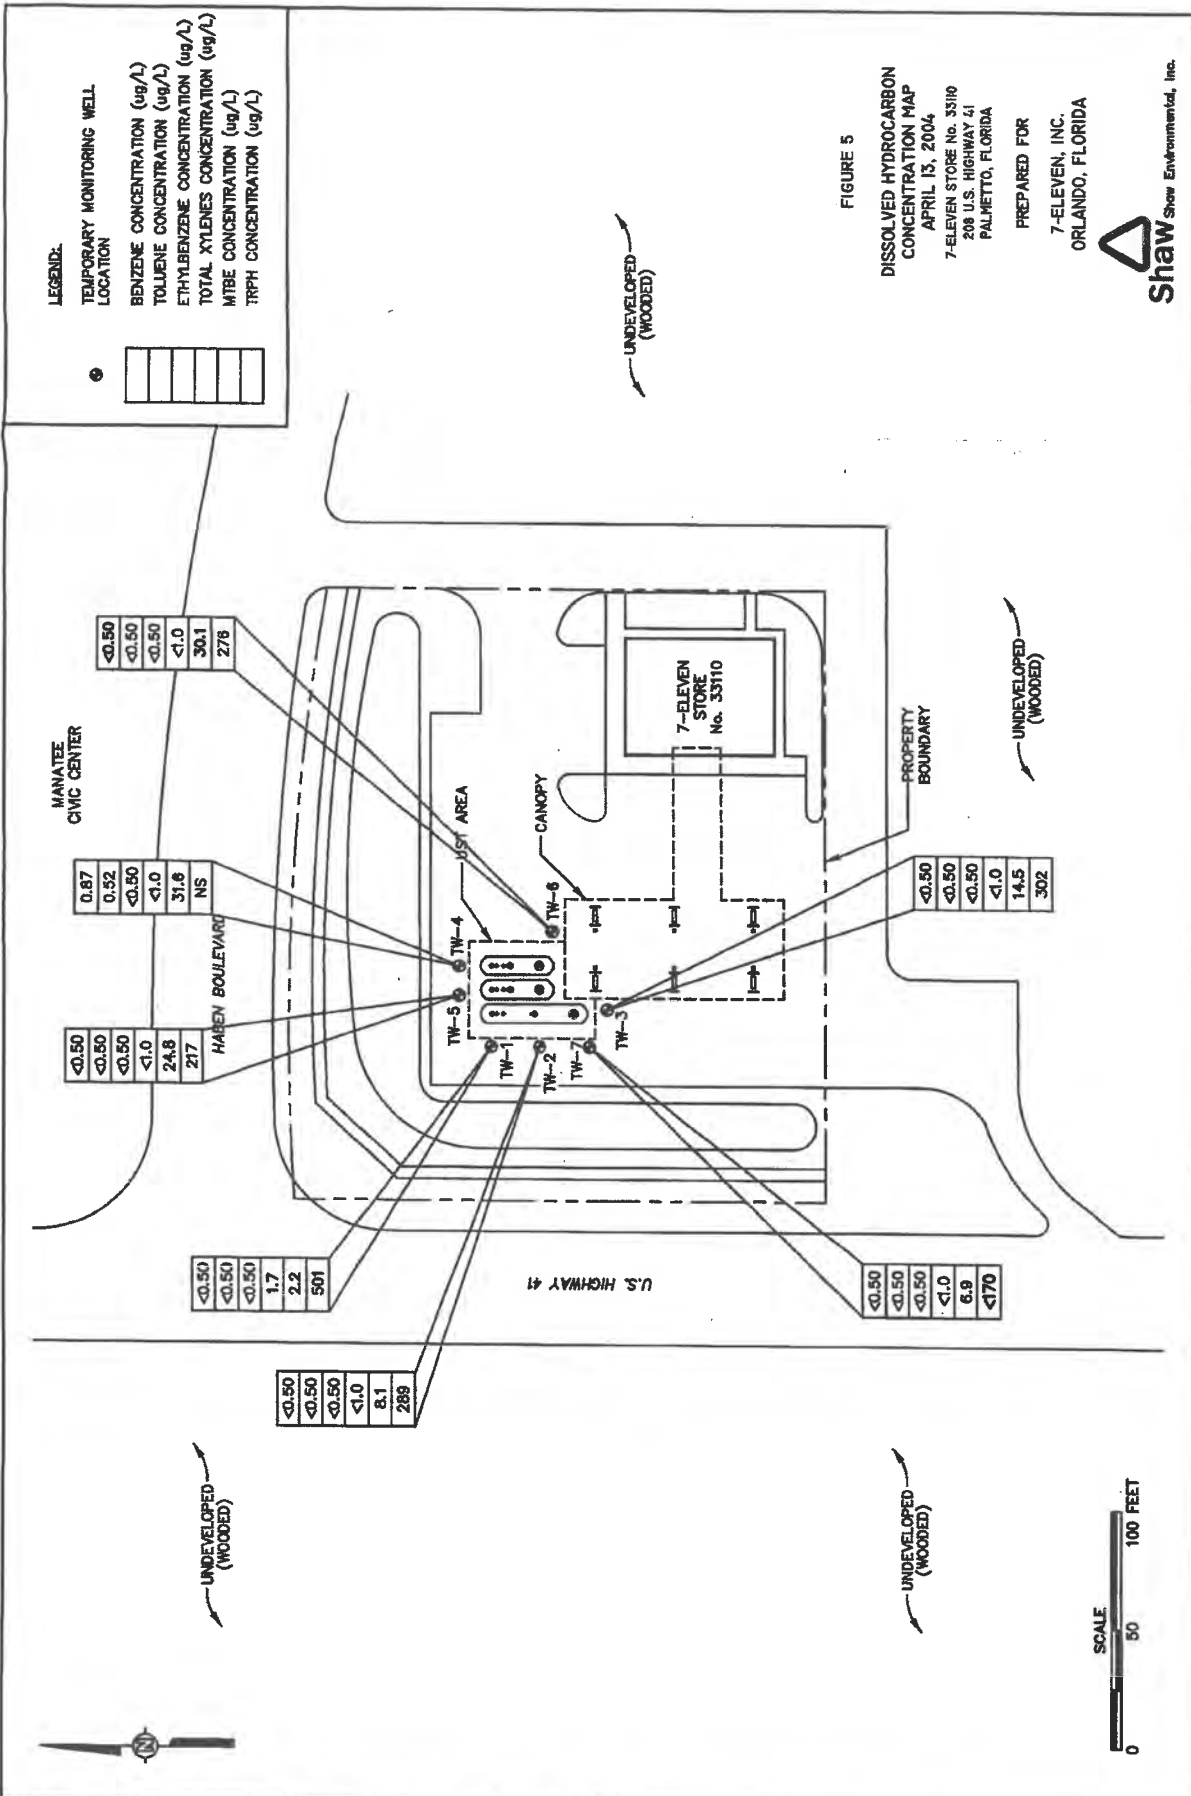 LEGEND:
TEMPORARY MONITORING WELL
LOCATION
BENZENE CONCENTRATION (ug/L)
TOLUENE CONCENTRATION (ug/L)
ETHYLBENZENE CONCENTRATION (ug/L)
TOTAL XYLENES CONCENTRATION (ug/L)
MTBE CONCENTRATION (ug/L)
TRPH CONCENTRATION (ug/L)
MANATEE
CIVIC CENTER
HABEN BOULEVARD
U.S. HIGHWAY 41
UNDEVELOPED
(WOODED)
UNDEVELOPED
(WOODED)
UNDEVELOPED
(WOODED)
UNDEVELOPED
(WOODED)
<0.50
<0.50
<0.50
1.7
2.2
501
TW-1
<0.50
<0.50
<0.50
<1.0
8.1
289
TW-2
<0.50
<0.50
<0.50
<1.0
24.8
217
TW-5
0.87
0.52
<0.50
<1.0
31.6
NS
TW-4
<0.50
<0.50
<0.50
<1.0
30.1
276
TW-6
<0.50
<0.50
<0.50
<1.0
6.9
<170
TW-7
<0.50
<0.50
<0.50
<1.0
14.5
302
TW-3
UST AREA
CANOPY
7-ELEVEN
STORE
No. 33110
PROPERTY
BOUNDARY
N
SCALE
0 50 100 FEET
FIGURE 5
DISSOLVED HYDROCARBON
CONCENTRATION MAP
APRIL 13, 2004
7-ELEVEN STORE No. 33110
208 U.S. HIGHWAY 41
PALMETTO, FLORIDA
PREPARED FOR
7-ELEVEN, INC.
ORLANDO, FLORIDA
Shaw Shaw Environmental, Inc.